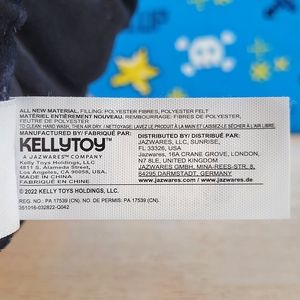 UP
ALL NEW MATERIAL. FILLING: POLYESTER FIBRES, POLYESTER FELT
MATÉRIEL ENTIÈREMENT NOUVEAU. REMBOURRAGE: FIBRES DE POLYESTER,
FEUTRE DE POLYESTER
TO CLEAN: HAND WASH, THEN AIR DRY. / NETTOYAGE: LAVEZ LE PRODUIT À LA MAIN ET LAISSEZ-LE SÉCHER À L'AIR LIBRE.
MANUFACTURED BY/ FABRIQUÉ PAR:
KELLYTOY
A JAZWARES™ COMPANY
Kelly Toys Holdings, LLC,
4811 S. Alameda Street,
Los Angeles, CA 90058, USA.
MADE IN CHINA
FABRIQUÉ EN CHINE
DISTRIBUTED BY/ DISTRIBUÉ PAR:
JAZWARES, LLC, SUNRISE,
FL 33326, USA
Jazwares, 16A CRANE GROVE, LONDON,
N7 8LE, UNITED KINGDOM
JAZWARES GMBH, MINA-REES-STR. 8,
64295 DARMSTADT, GERMANY
www.jazwares.com
© 2022 KELLY TOYS HOLDINGS, LLC.
REG. NO.: PA 17539 (CN). NO. DE PERMIS: PA 17539 (CN).
351016-032822-G042